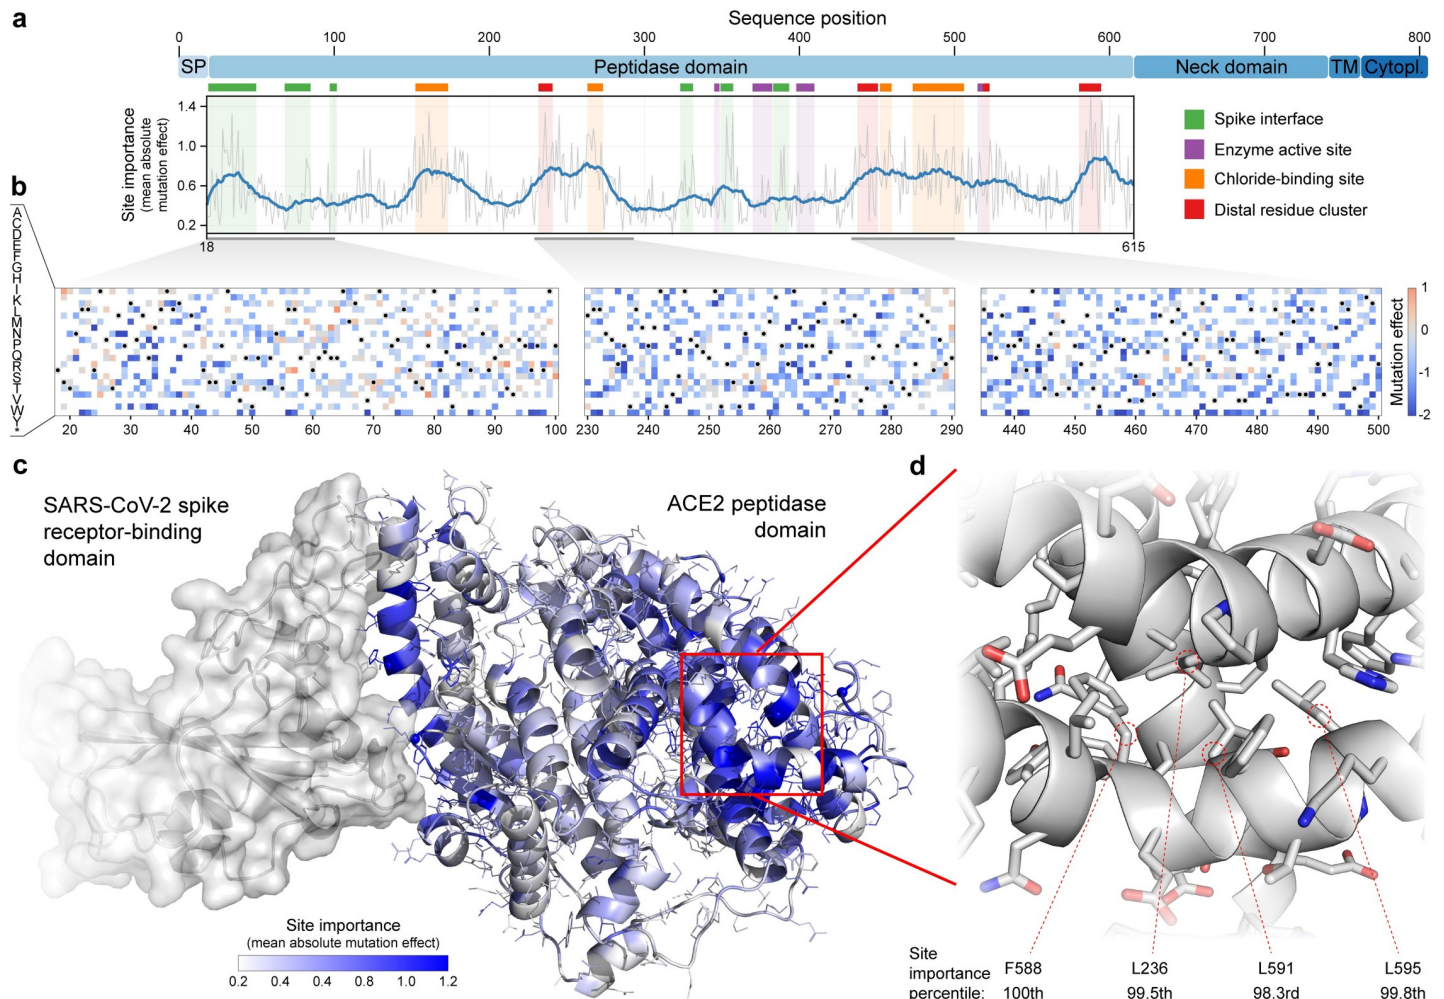 a
Sequence position
0 100 200 300 400 500 600 700 800
SP Peptidase domain Neck domain TM Cytopl.
Site importance
(mean absolute
mutation effect)
1.4
1.0
0.6
0.2
18 615
Spike interface
Enzyme active site
Chloride-binding site
Distal residue cluster
b
A
C
D
E
F
G
H
I
K
L
M
N
P
Q
R
S
T
V
W
Y
*
20 30 40 50 60 70 80 90 100
230 240 250 260 270 280 290
440 450 460 470 480 490 500
Mutation effect
1
0
-1
-2
c
SARS-CoV-2 spike
receptor-binding
domain
ACE2 peptidase
domain
Site importance
(mean absolute mutation effect)
0.2 0.4 0.6 0.8 1.0 1.2
d
Site
importance
percentile:
F588 L236 L591 L595
100th 99.5th 98.3rd 99.8th